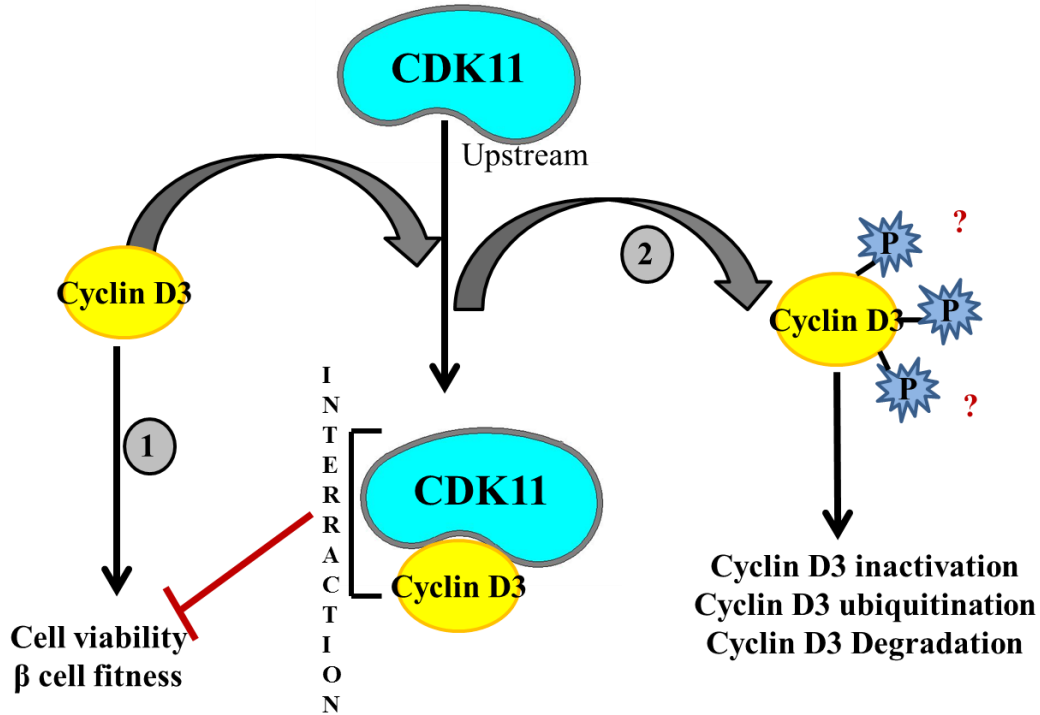 CDK11
Upstream
Cyclin D3
1
2
P
?
Cyclin D3
P
P
?
INTERRACTION
CDK11
Cyclin D3
Cell viability
β cell fitness
Cyclin D3 inactivation
Cyclin D3 ubiquitination
Cyclin D3 Degradation